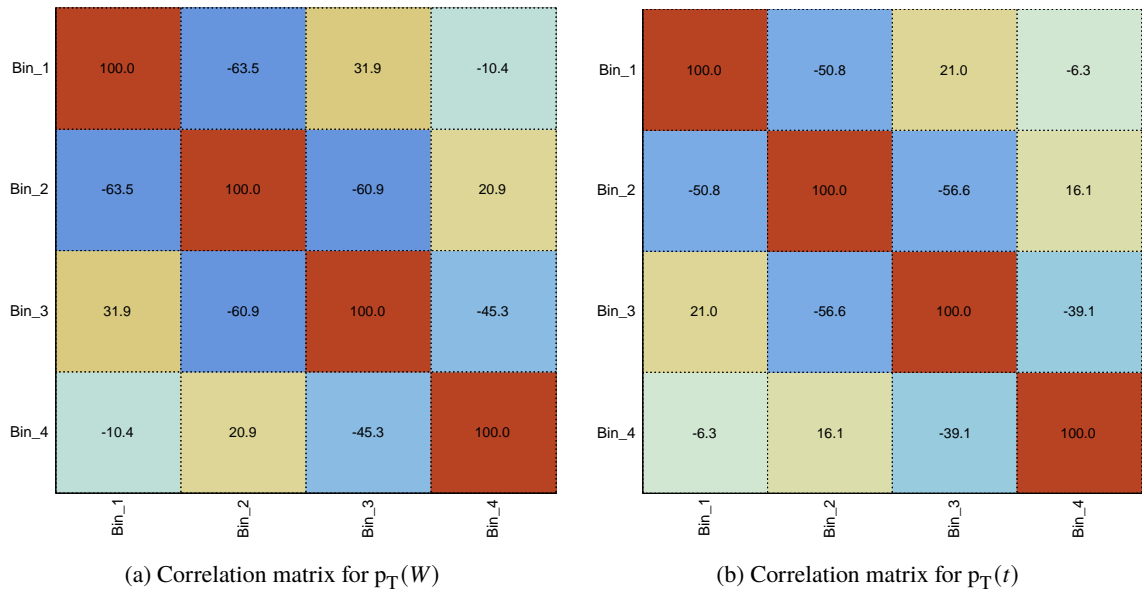 Bin_1 100.0 -63.5 31.9 -10.4
Bin_2 -63.5 100.0 -60.9 20.9
Bin_3 31.9 -60.9 100.0 -45.3
Bin_4 -10.4 20.9 -45.3 100.0
Bin_1 Bin_2 Bin_3 Bin_4
(a) Correlation matrix for p_T(W)
Bin_1 100.0 -50.8 21.0 -6.3
Bin_2 -50.8 100.0 -56.6 16.1
Bin_3 21.0 -56.6 100.0 -39.1
Bin_4 -6.3 16.1 -39.1 100.0
Bin_1 Bin_2 Bin_3 Bin_4
(b) Correlation matrix for p_T(t)